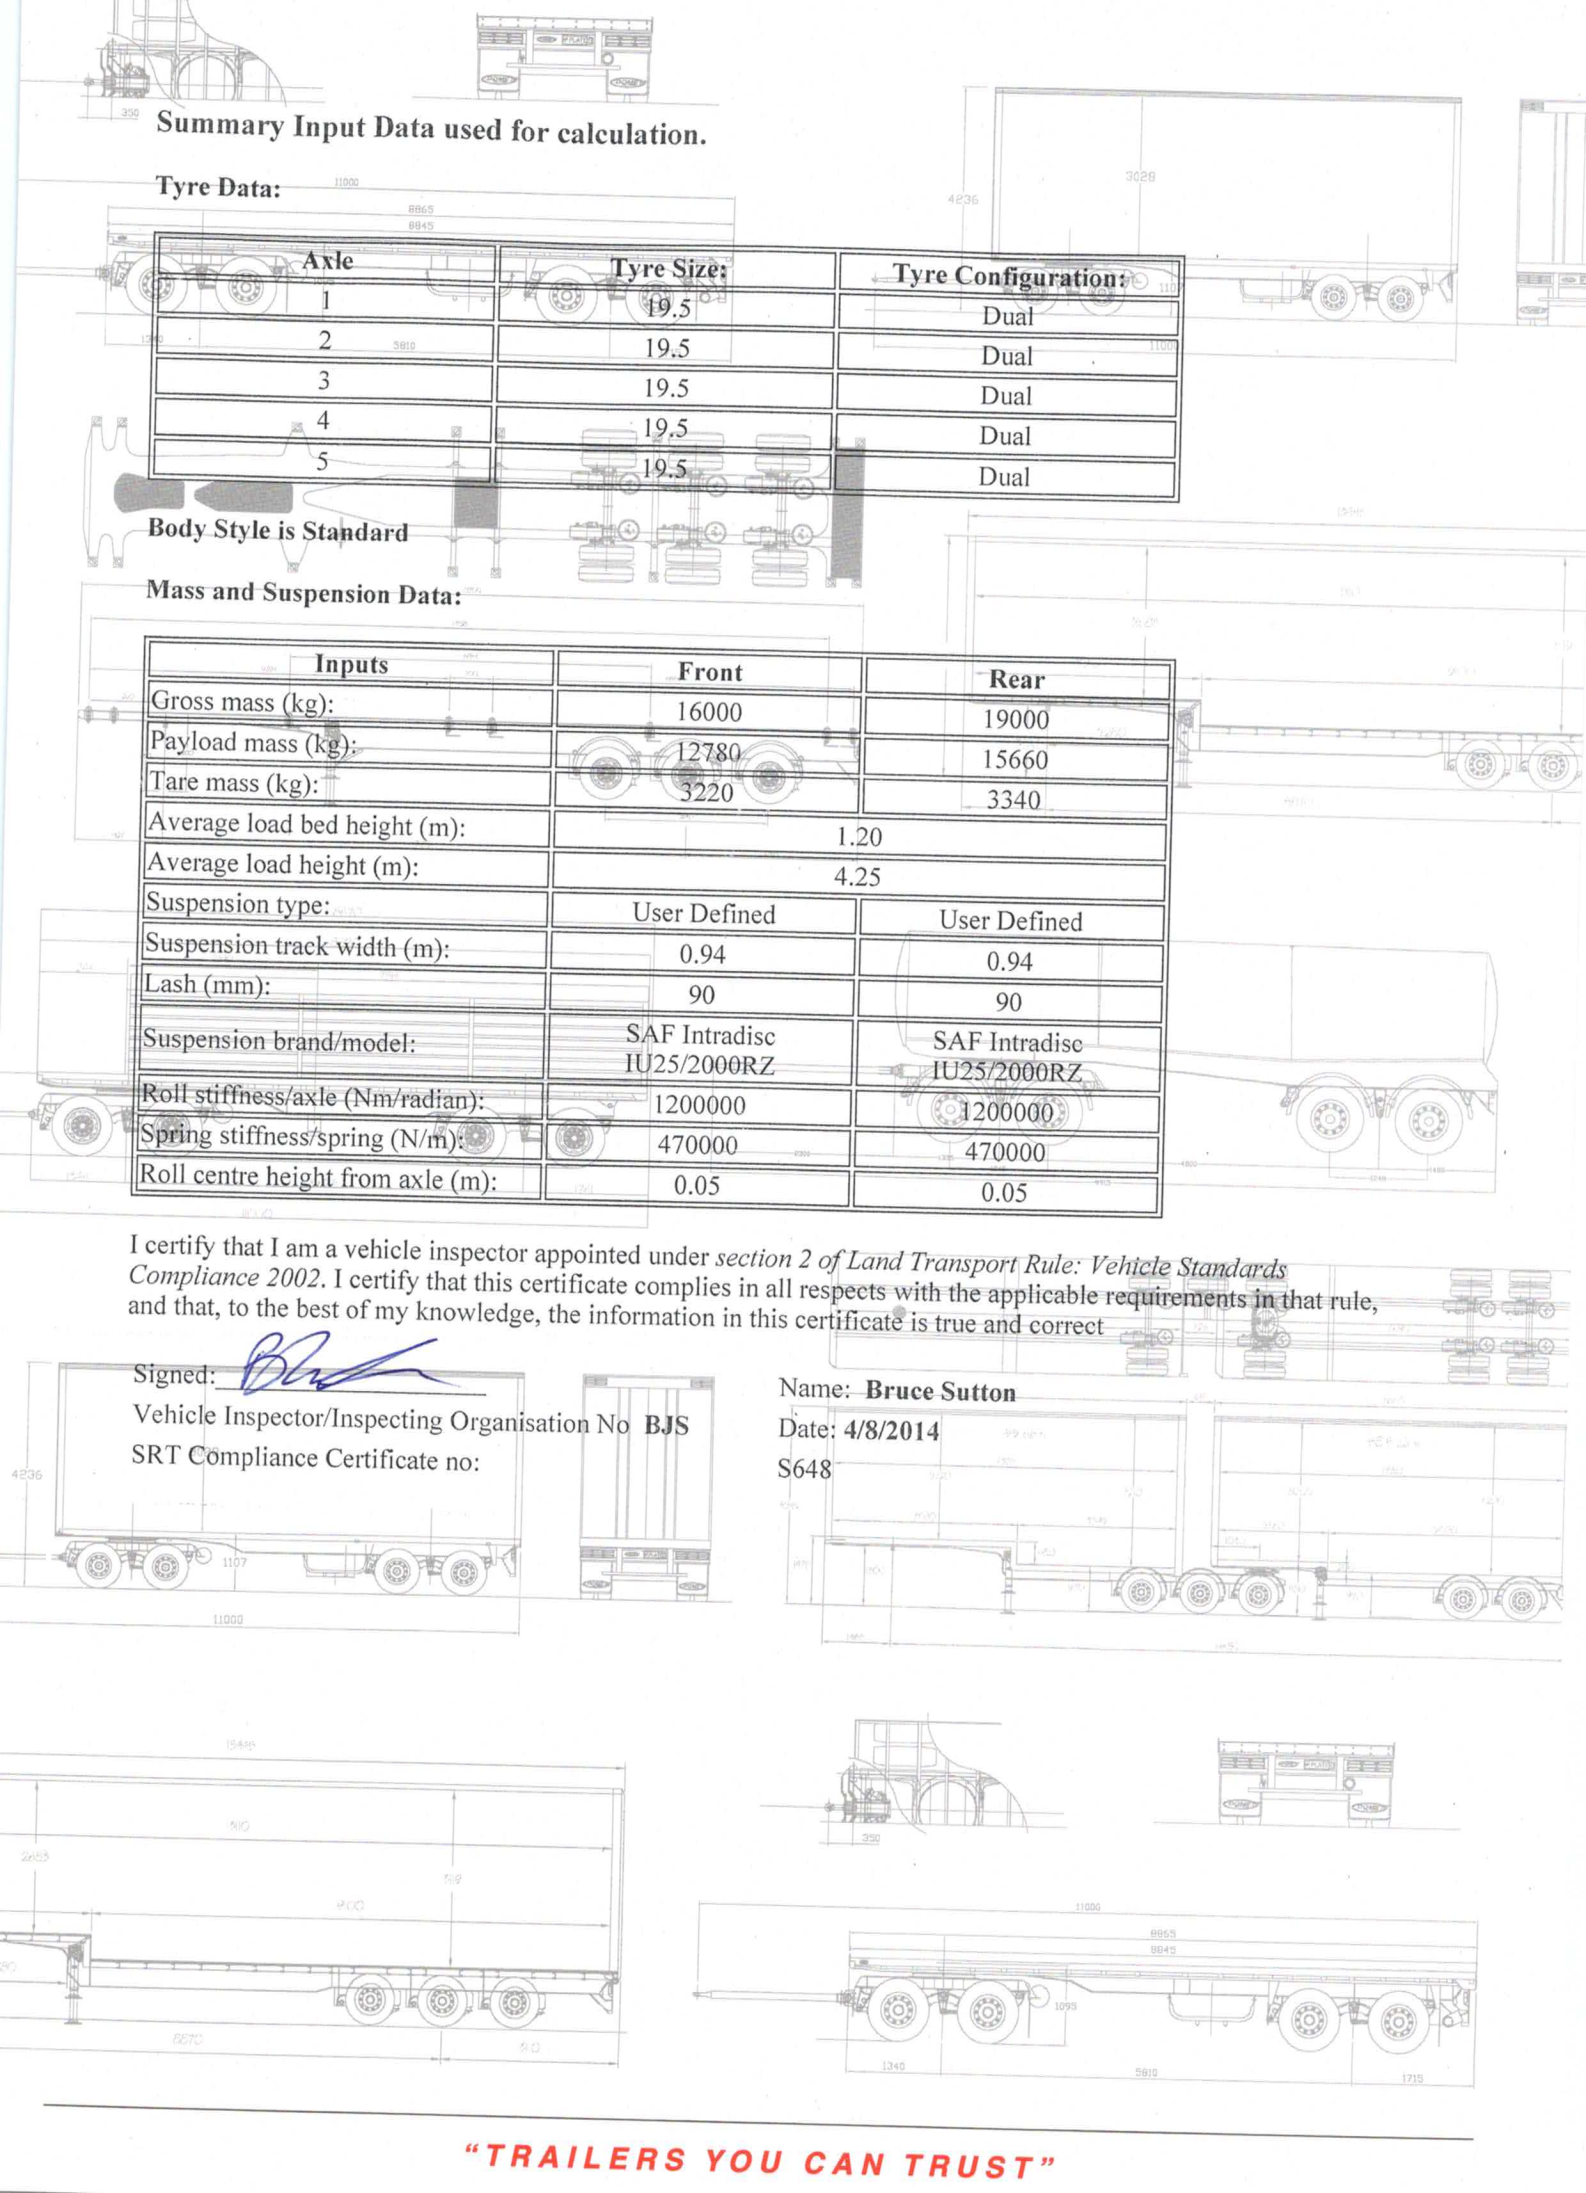 Summary Input Data used for calculation.
Tyre Data:
Axle Tyre Size: Tyre Configuration:
1 19.5 Dual
2 19.5 Dual
3 19.5 Dual
4 19.5 Dual
5 19.5 Dual
Body Style is Standard
Mass and Suspension Data:
Inputs Front Rear
Gross mass (kg): 16000 19000
Payload mass (kg): 12780 15660
Tare mass (kg): 3220 3340
Average load bed height (m): 1.20
Average load height (m): 4.25
Suspension type: User Defined User Defined
Suspension track width (m): 0.94 0.94
Lash (mm): 90 90
Suspension brand/model: SAF Intradisc IU25/2000RZ SAF Intradisc IU25/2000RZ
Roll stiffness/axle (Nm/radian): 1200000 1200000
Spring stiffness/spring (N/m): 470000 470000
Roll centre height from axle (m): 0.05 0.05
I certify that I am a vehicle inspector appointed under section 2 of Land Transport Rule: Vehicle Standards
Compliance 2002. I certify that this certificate complies in all respects with the applicable requirements in that rule,
and that, to the best of my knowledge, the information in this certificate is true and correct
Signed: Name: Bruce Sutton
Vehicle Inspector/Inspecting Organisation No BJS Date: 4/8/2014
SRT Compliance Certificate no: S648
4236
1107
11000
350
11000
8865
8845
1095
1340 5810 1715
"TRAILERS YOU CAN TRUST"